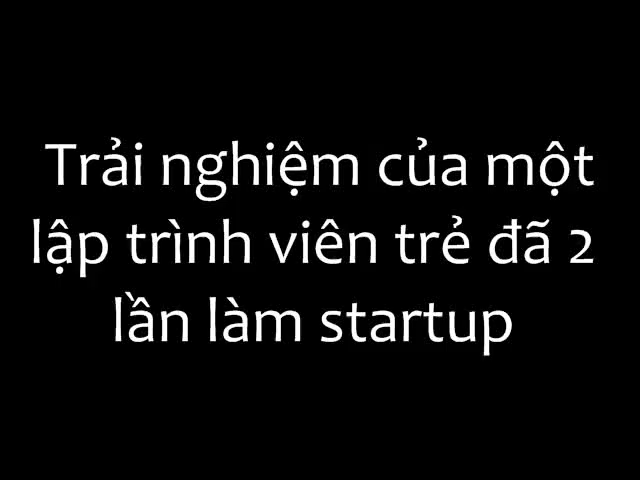 Trải nghiệm của một
lập trình viên trẻ đã 2
lần làm startup